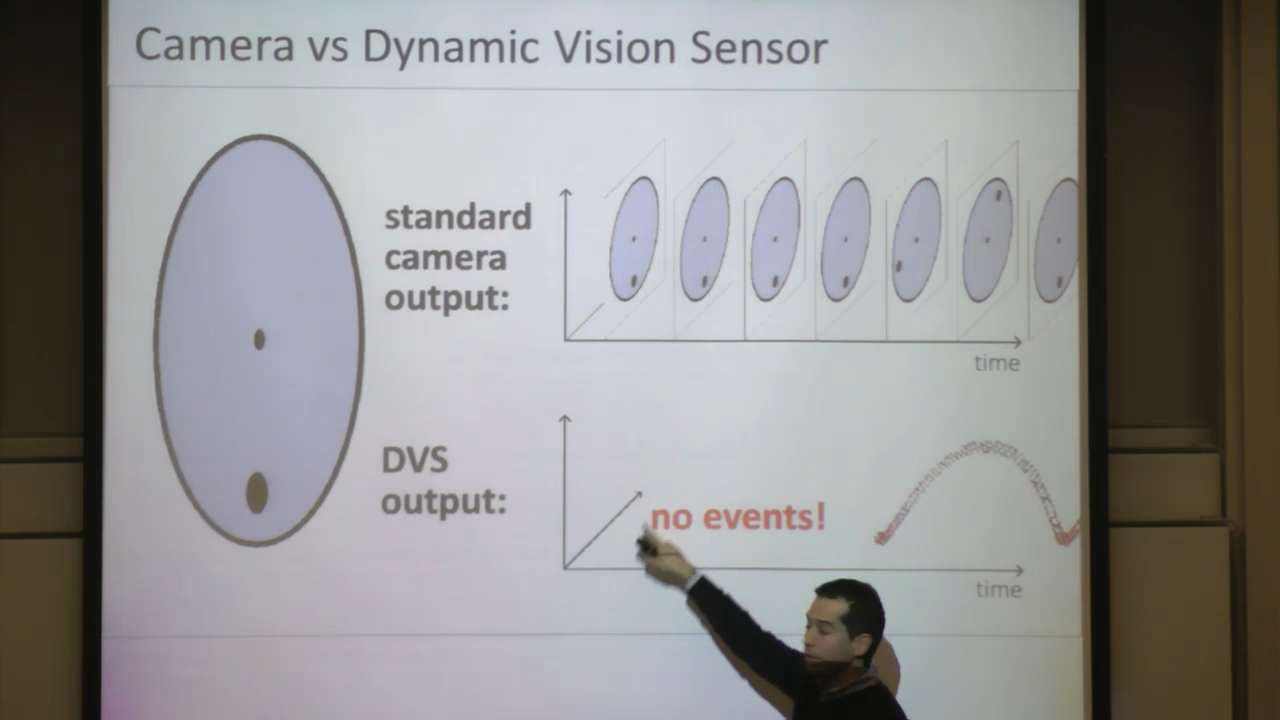 Camera vs Dynamic Vision Sensor
standard
camera
output:
time
DVS
output:
no events!
time